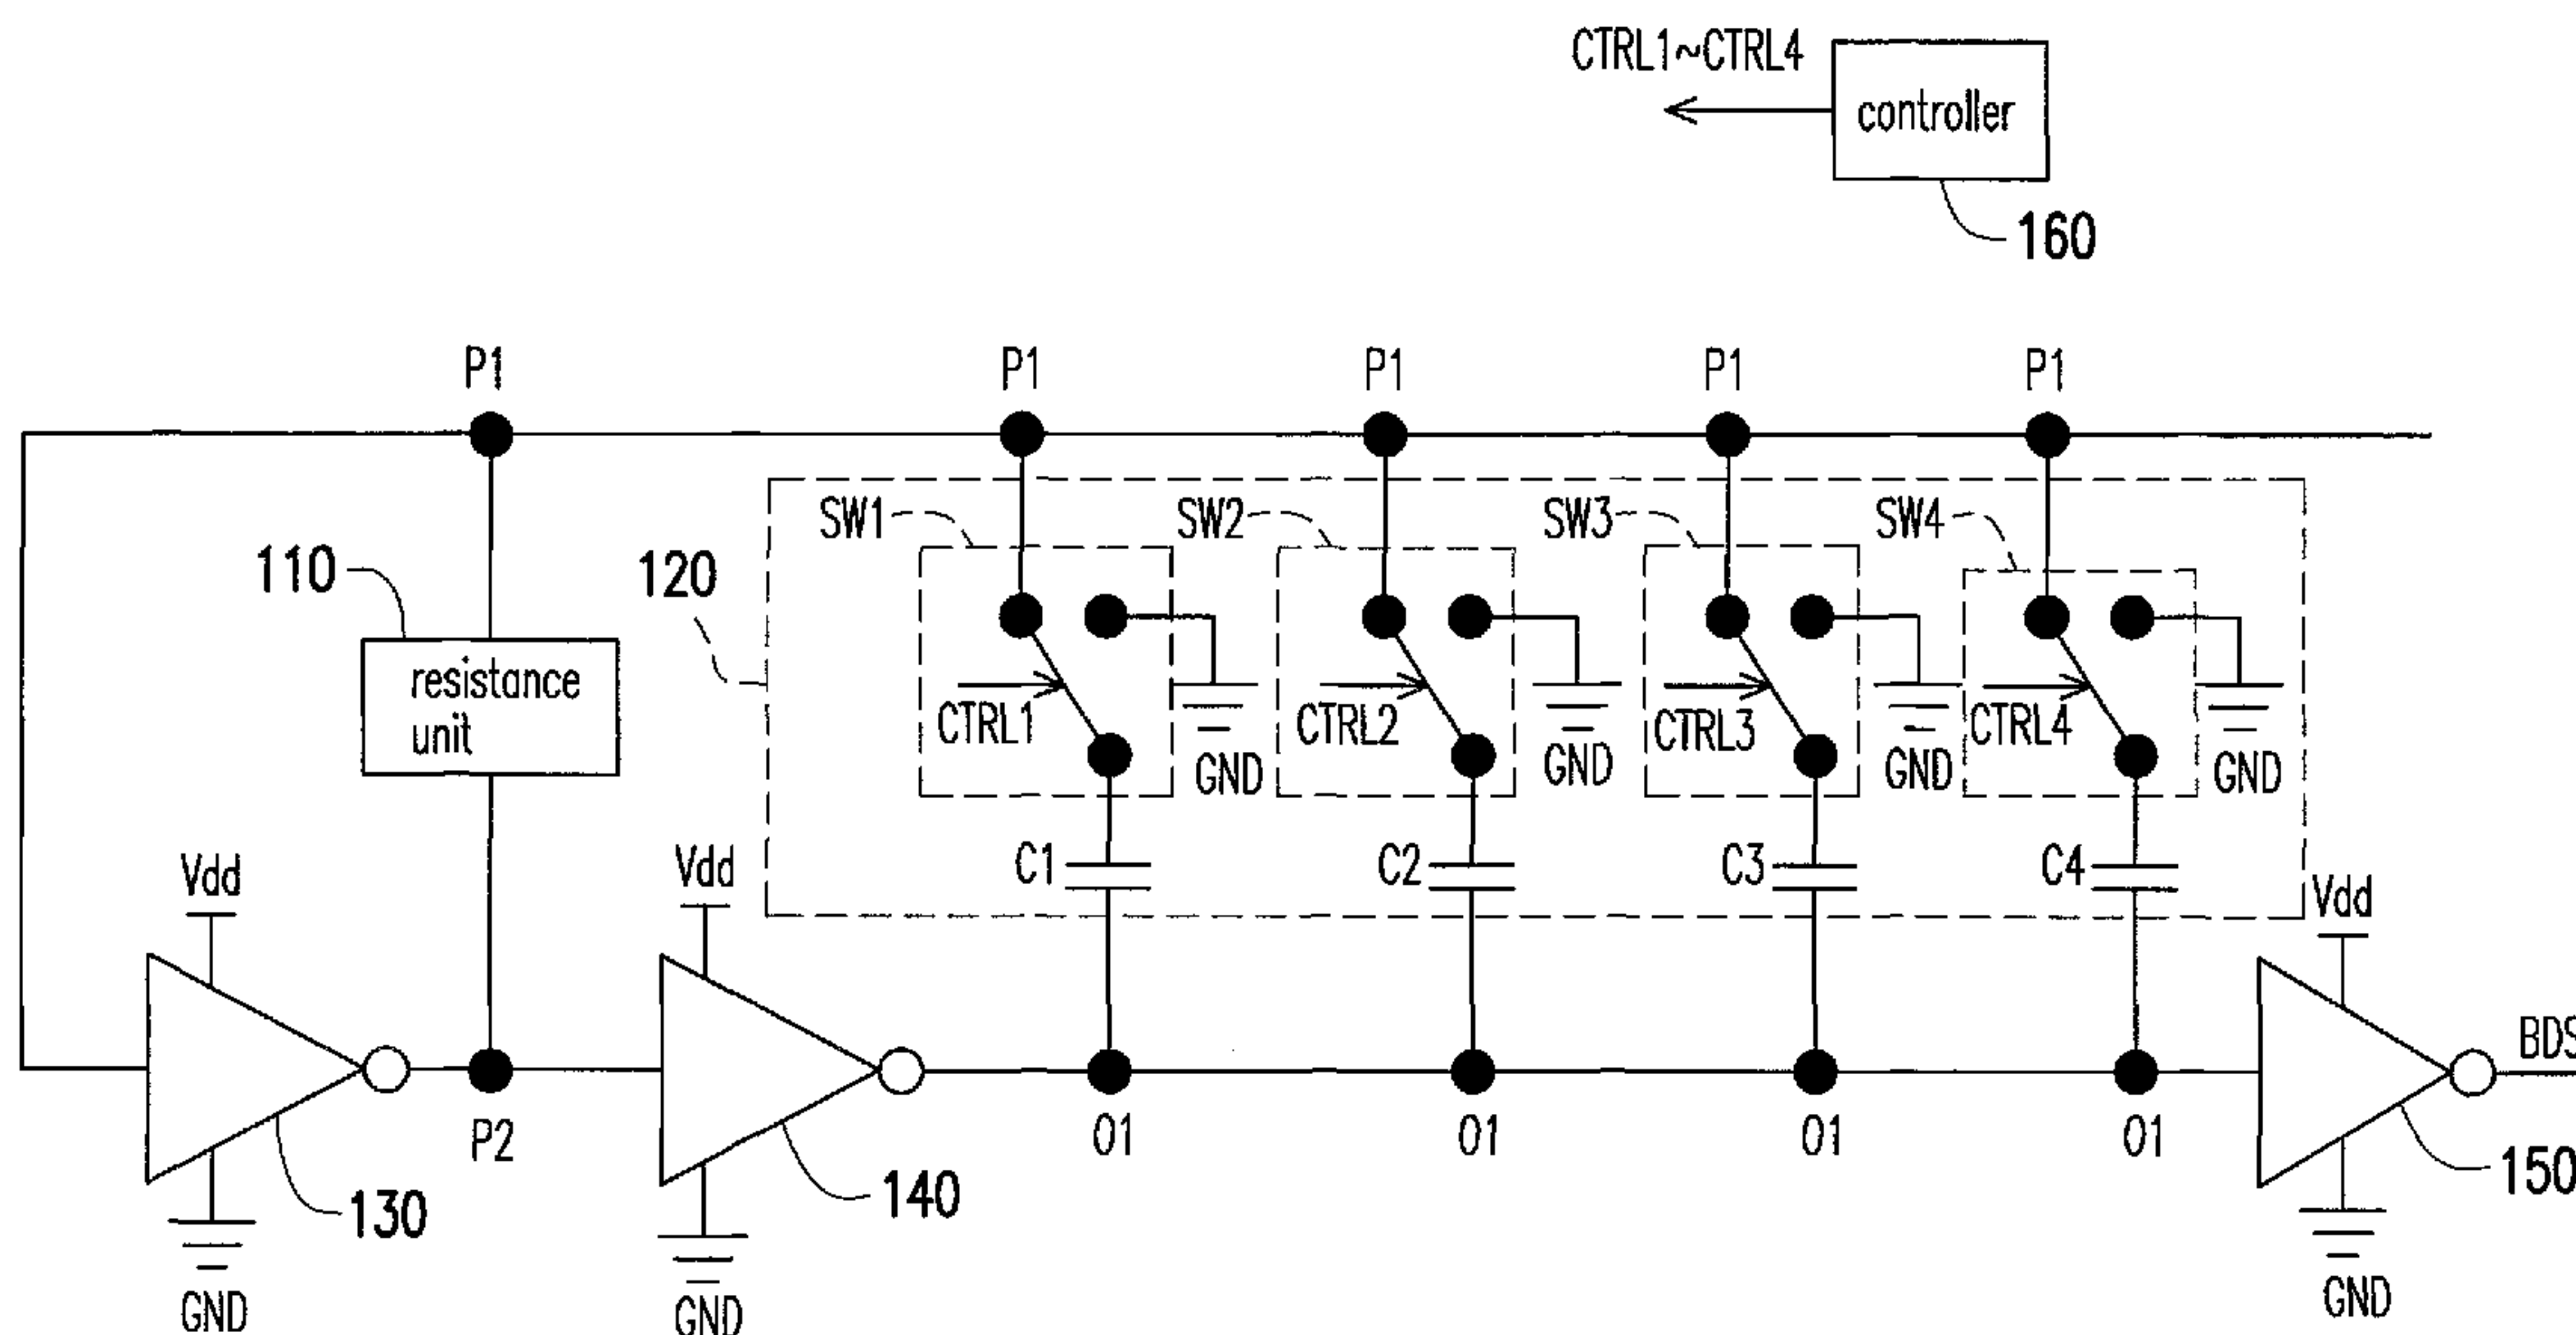 CTRL1~CTRL4
controller
160
P1 P1 P1 P1 P1
SW1 SW2 SW3 SW4
110
120
resistance
unit
CTRL1 CTRL2 CTRL3 CTRL4
GND GND GND GND
C1 C2 C3 C4
Vdd Vdd Vdd
BDS
P2 O1 O1 O1 O1
130 140 150
GND GND GND